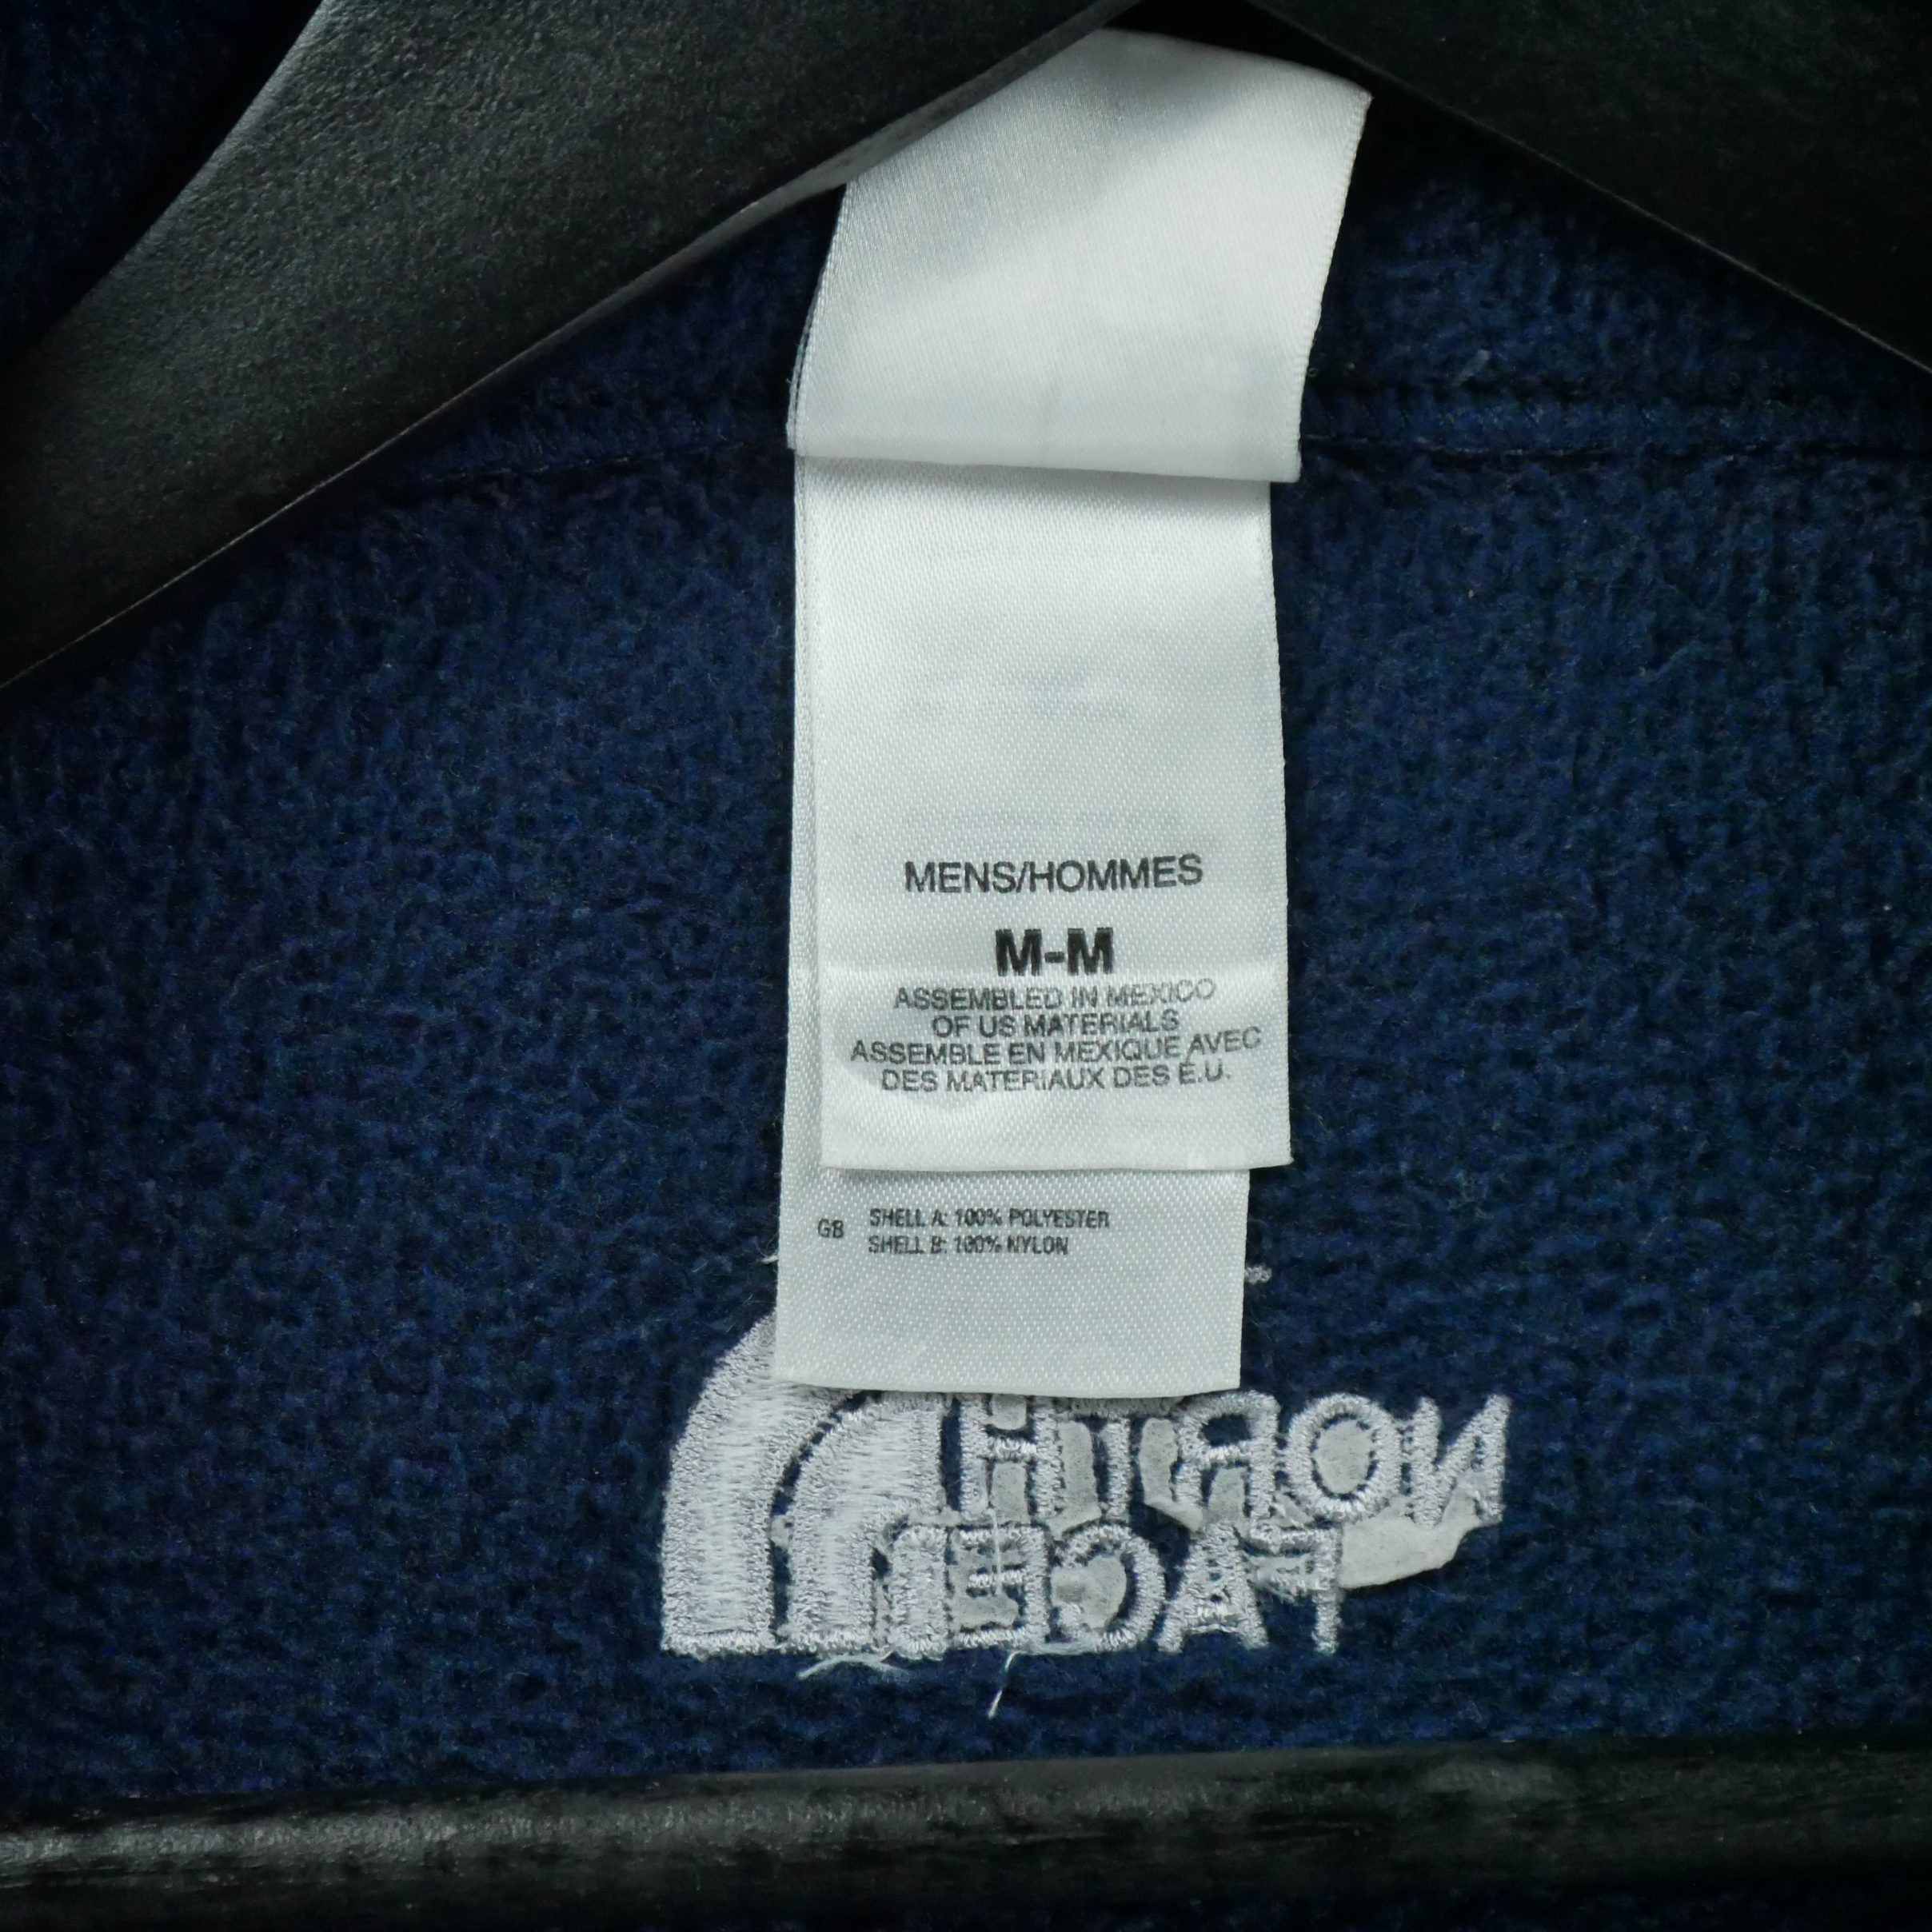 MENS/HOMMES
M-M
ASSEMBLED IN MEXICO
OF US MATERIALS
ASSEMBLE EN MEXIQUE AVEC
DES MATERIAUX DES É.U.
GB SHELL A: 100% POLYESTER
SHELL B: 100% NYLON
NORTH
FACE